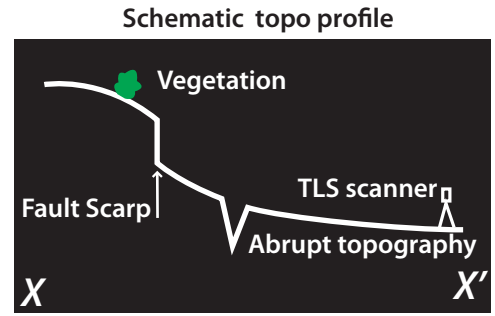 Schematic topo profile
Vegetation
TLS scanner
Fault Scarp
Abrupt topography
X
X'